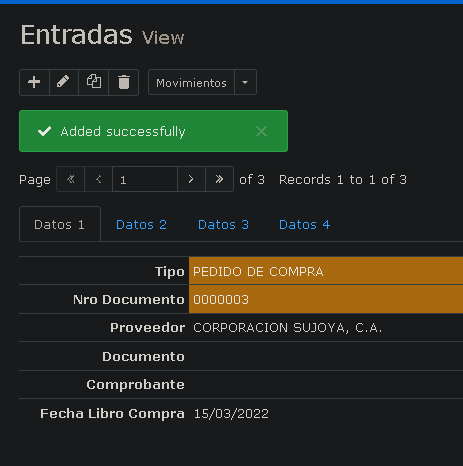 Entradas View
Movimientos
Added successfully
Page 1 of 3 Records 1 to 1 of 3
Datos 1 Datos 2 Datos 3 Datos 4
Tipo PEDIDO DE COMPRA
Nro Documento 0000003
Proveedor CORPORACION SUJOYA, C.A.
Documento
Comprobante
Fecha Libro Compra 15/03/2022